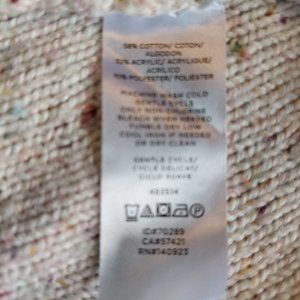 58% COTTON/ COTON/
ALGODON
32% ACRYLIC/ ACRYLIQUE/
ACRILICO
10% POLYESTER/ POLIESTER
MACHINE WASH COLD
GENTLE CYCLE
ONLY NON-CHLORINE
BLEACH WHEN NEEDED
TUMBLE DRY LOW
COOL IRON IF NEEDED
OR DRY CLEAN
GENTLE CYCLE/
CYCLE DELICAT/
CICLO SUAVE
ID#70289
CA#57421
RN#140923